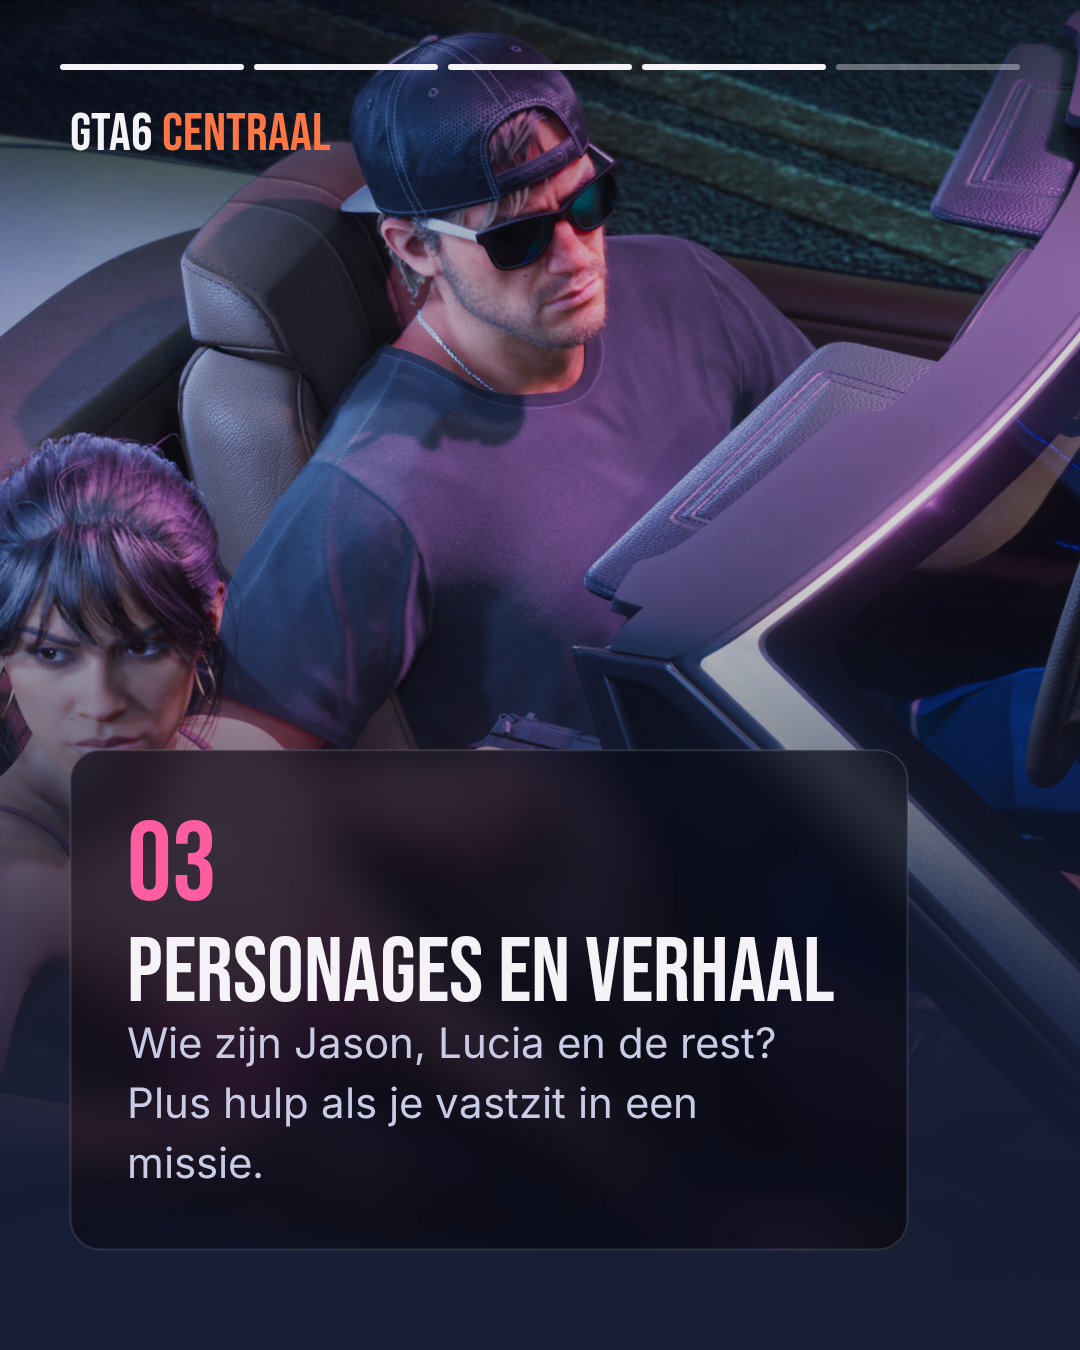 GTA6 CENTRAAL
03
PERSONAGES EN VERHAAL
Wie zijn Jason, Lucia en de rest?
Plus hulp als je vastzit in een
missie.